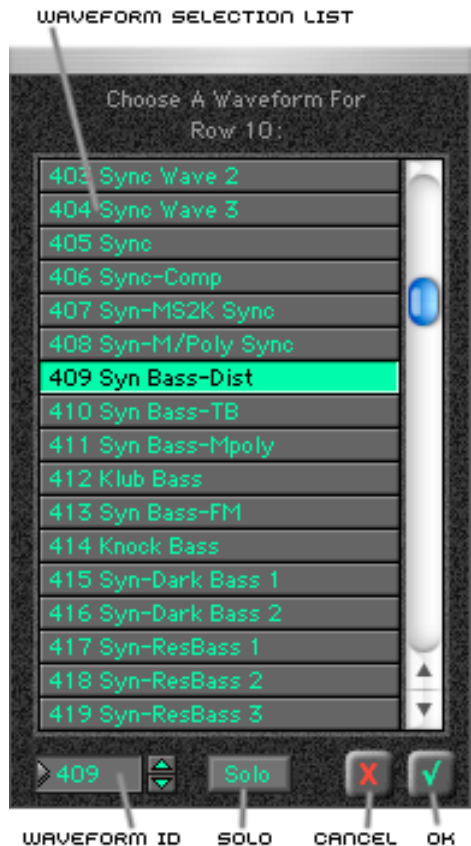 WAVEFORM SELECTION LIST
Choose A Waveform For
Row 10:
403 Sync Wave 2
404 Sync Wave 3
405 Sync
406 Sync-Comp
407 Syn-MS2K Sync
408 Syn-M/Poly Sync
409 Syn Bass-Dist
410 Syn Bass-TB
411 Syn Bass-Mpoly
412 Klub Bass
413 Syn Bass-FM
414 Knock Bass
415 Syn-Dark Bass 1
416 Syn-Dark Bass 2
417 Syn-ResBass 1
418 Syn-ResBass 2
419 Syn-ResBass 3
409 Solo X √
WAVEFORM ID SOLO CANCEL OK